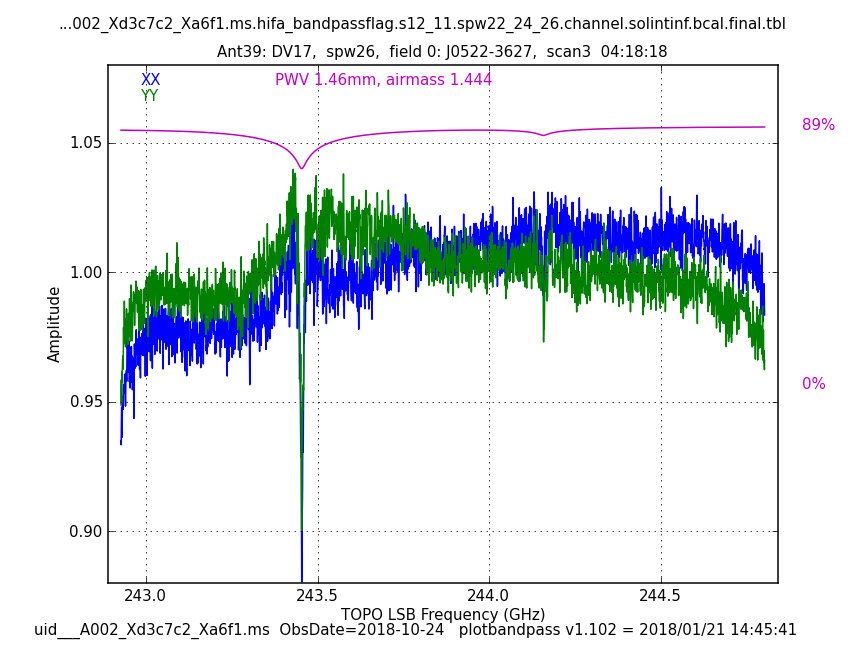 ...002_Xd3c7c2_Xa6f1.ms.hifa_bandpassflag.s12_11.spw22_24_26.channel.solintinf.bcal.final.tbl
Ant39: DV17,  spw26,  field 0: J0522-3627,  scan3  04:18:18
XX
PWV 1.46mm, airmass 1.444
YY
89%
1.05
1.00
Amplitude
0.95
0%
0.90
243.0
243.5
244.0
244.5
TOPO LSB Frequency (GHz)
uid___A002_Xd3c7c2_Xa6f1.ms  ObsDate=2018-10-24   plotbandpass v1.102 = 2018/01/21 14:45:41